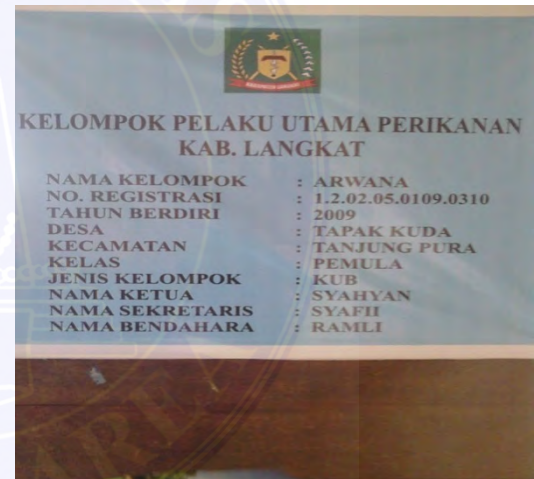 KELOMPOK PELAKU UTAMA PERIKANAN
KAB. LANGKAT
NAMA KELOMPOK : ARWANA
NO. REGISTRASI : 1.2.02.05.0109.0310
TAHUN BERDIRI : 2009
DESA : TAPAK KUDA
KECAMATAN : TANJUNG PURA
KELAS : PEMULA
JENIS KELOMPOK : KUB
NAMA KETUA : SYAHYAN
NAMA SEKRETARIS : SYAFII
NAMA BENDAHARA : RAMLI